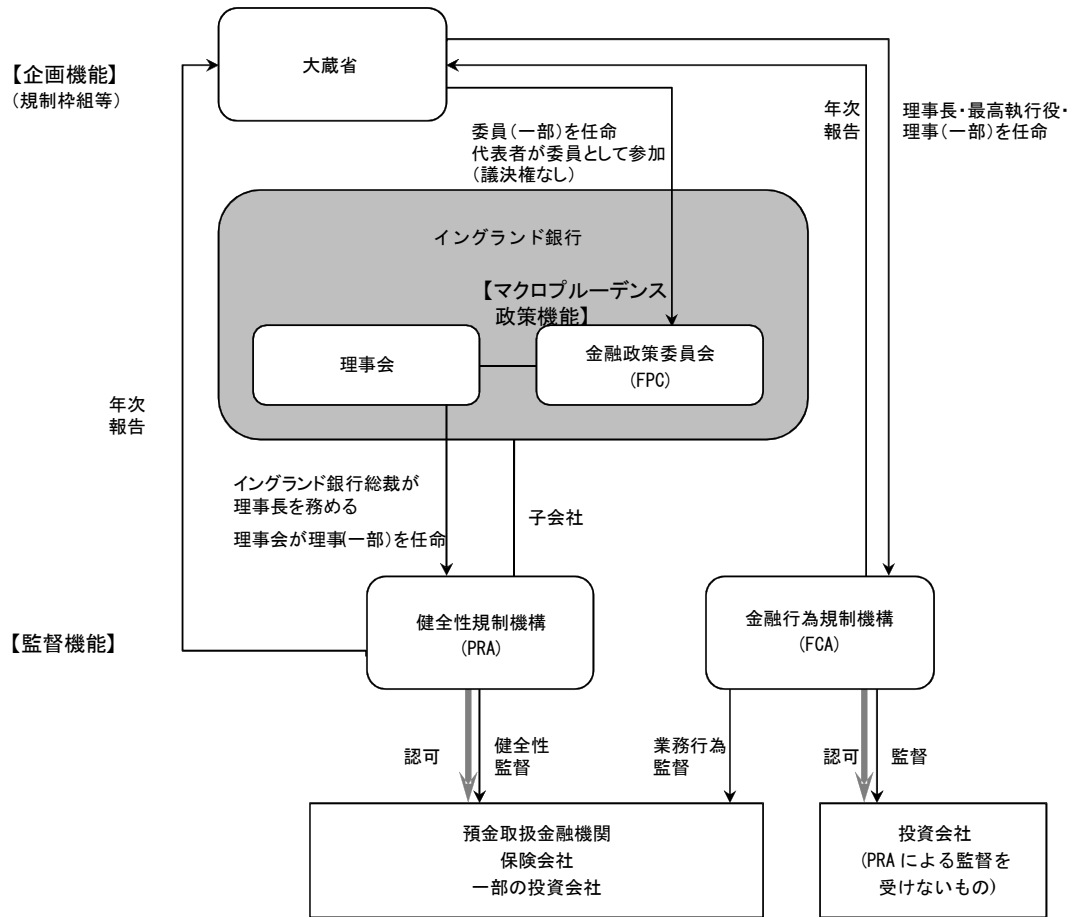 大蔵省
【企画機能】
(規制枠組等)
委員(一部)を任命
代表者が委員として参加
(議決権なし)
年次
報告
理事長・最高執行役・
理事(一部)を任命
イングランド銀行
【マクロプルーデンス
政策機能】
理事会
金融政策委員会
(FPC)
年次
報告
イングランド銀行総裁が
理事長を務める
理事会が理事(一部)を任命
子会社
【監督機能】
健全性規制機構
(PRA)
金融行為規制機構
(FCA)
認可
健全性
監督
業務行為
監督
認可
監督
預金取扱金融機関
保険会社
一部の投資会社
投資会社
(PRA による監督を
受けないもの)